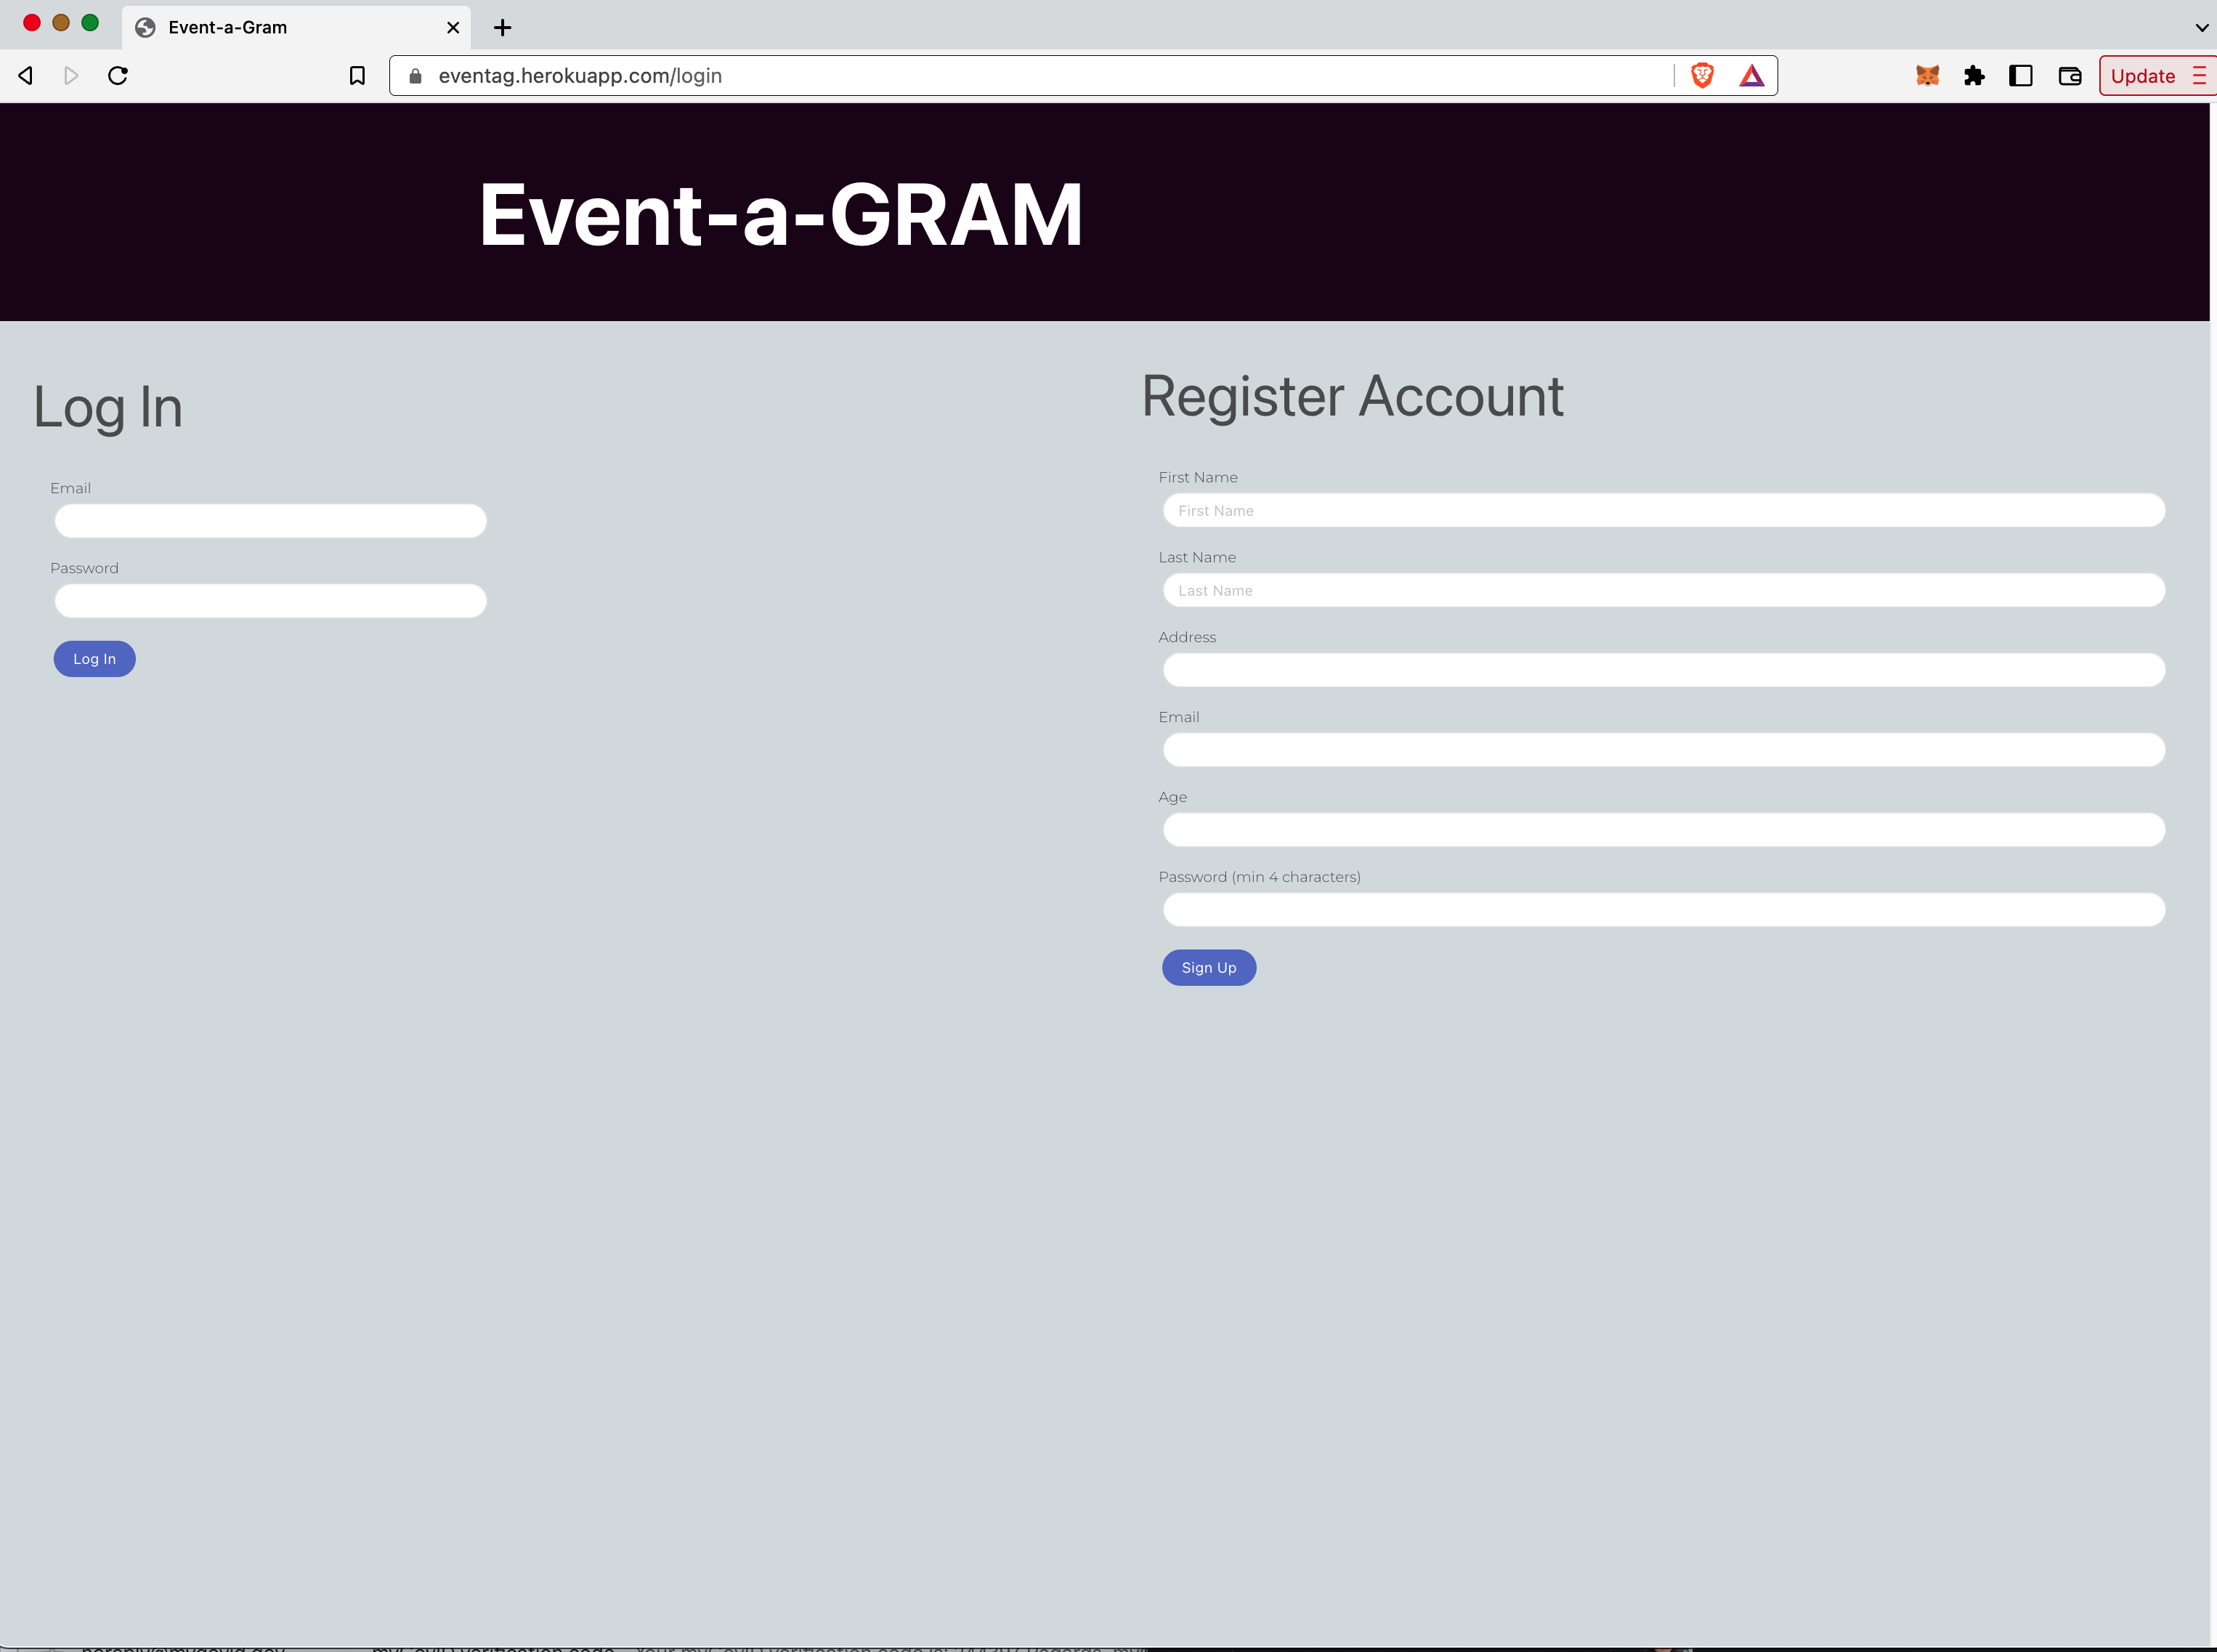 Event-a-Gram
eventag.herokuapp.com/login
Update
Event-a-GRAM
Log In
Email
Password
Log In
Register Account
First Name
First Name
Last Name
Last Name
Address
Email
Age
Password (min 4 characters)
Sign Up